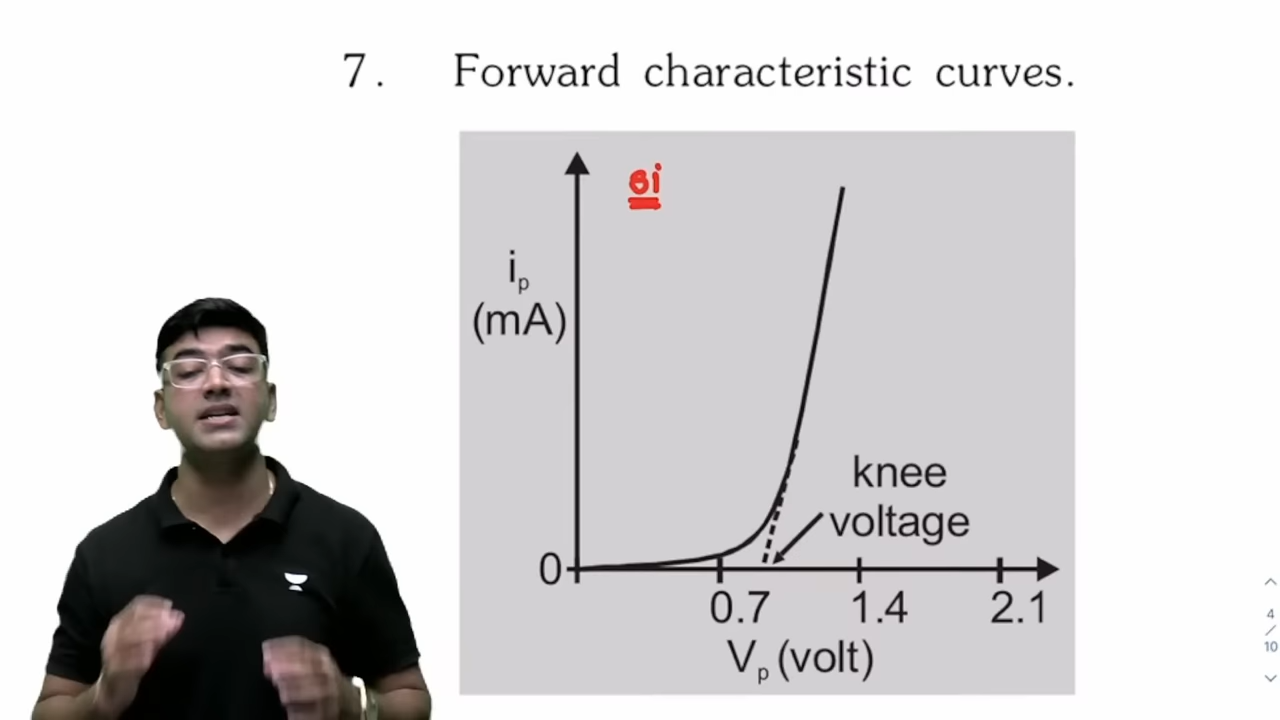 7. Forward characteristic curves.
si
i_p
(mA)
knee
voltage
0
0.7 1.4 2.1
V_p (volt)
4
/
10